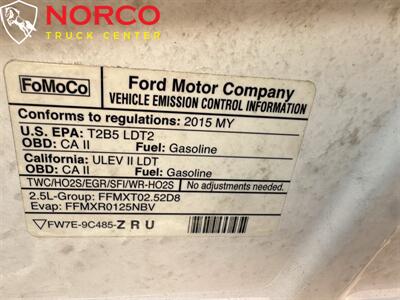 NORCO
TRUCK CENTER
FoMoCo
Ford Motor Company
VEHICLE EMISSION CONTROL INFORMATION
Conforms to regulations: 2015 MY
U.S. EPA: T2B5 LDT2
OBD: CA II Fuel: Gasoline
California: ULEV II LDT
OBD: CA II Fuel: Gasoline
TWC/HO2S/EGR/SFI/WR-HO2S No adjustments needed.
2.5L-Group: FFMXT02.52D8
Evap: FFMXR0125NBV
FW7E-9C485-Z R U